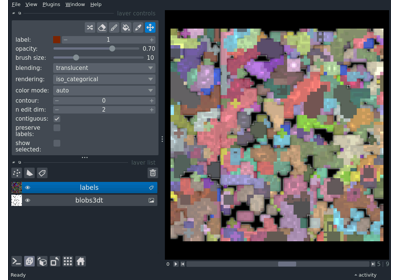 File View Plugins Window Help
layer controls
label: 1
opacity: 0.70
brush size: 10
blending: translucent
rendering: iso_categorical
color mode: auto
contour: 0
n edit dim: 2
contiguous:
preserve
labels:
show
selected:
layer list
labels
blobs3dt
Ready
activity